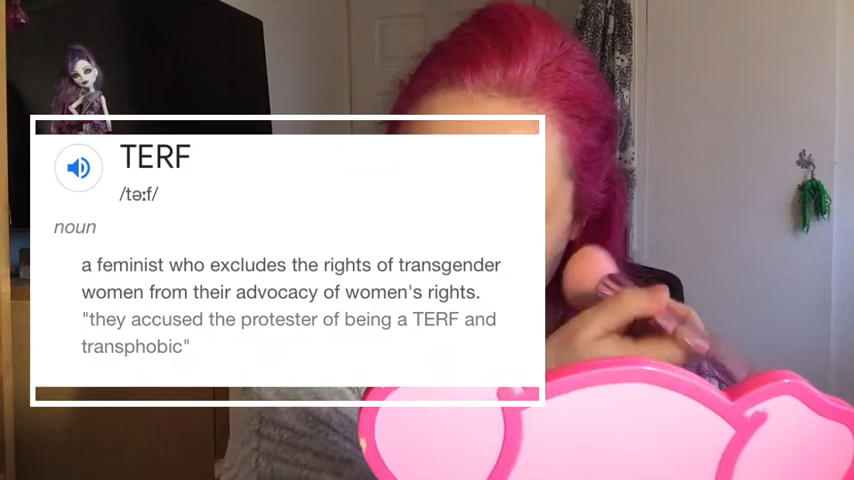 TERF
/təːf/
noun
a feminist who excludes the rights of transgender
women from their advocacy of women's rights.
"they accused the protester of being a TERF and
transphobic"